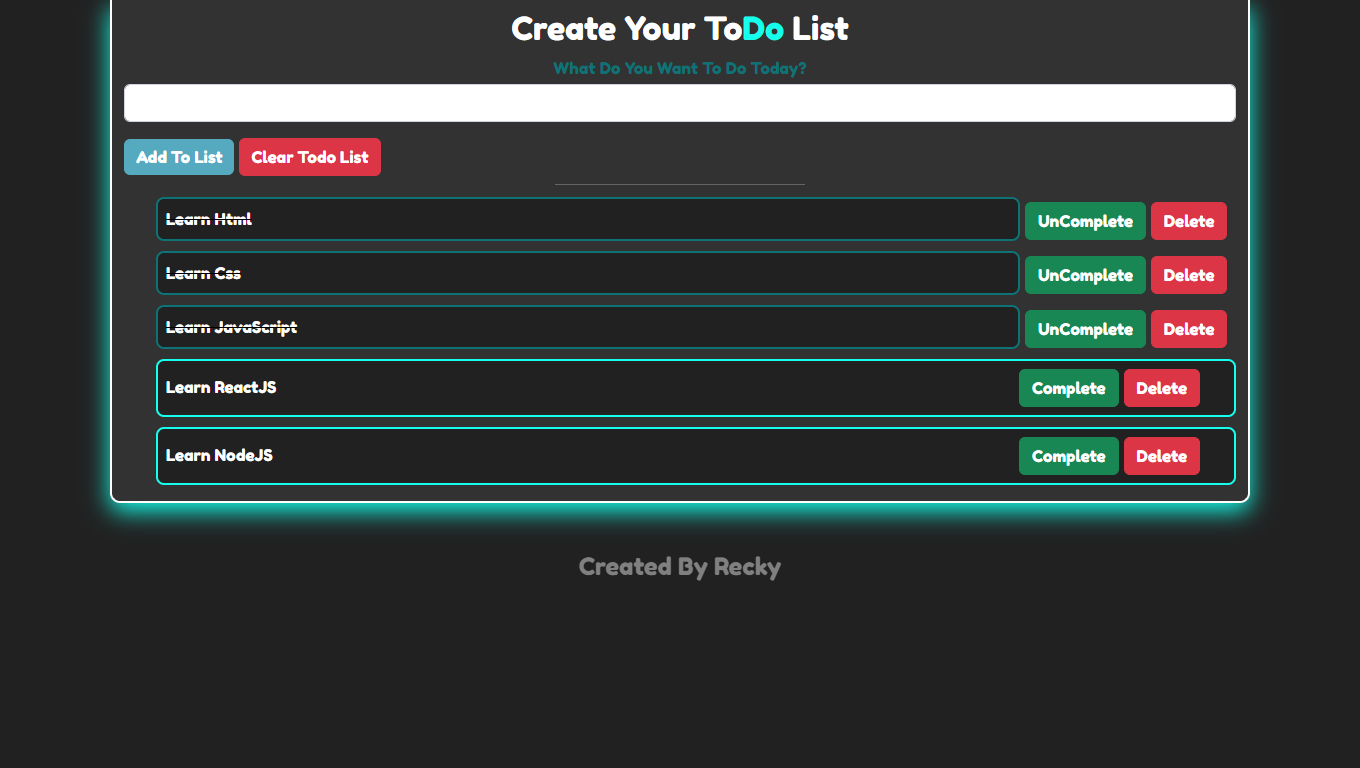 Create Your ToDo List
What Do You Want To Do Today?
Add To List Clear Todo List
Learn Html UnComplete Delete
Learn Css UnComplete Delete
Learn JavaScript UnComplete Delete
Learn ReactJS Complete Delete
Learn NodeJS Complete Delete
Created By Recky